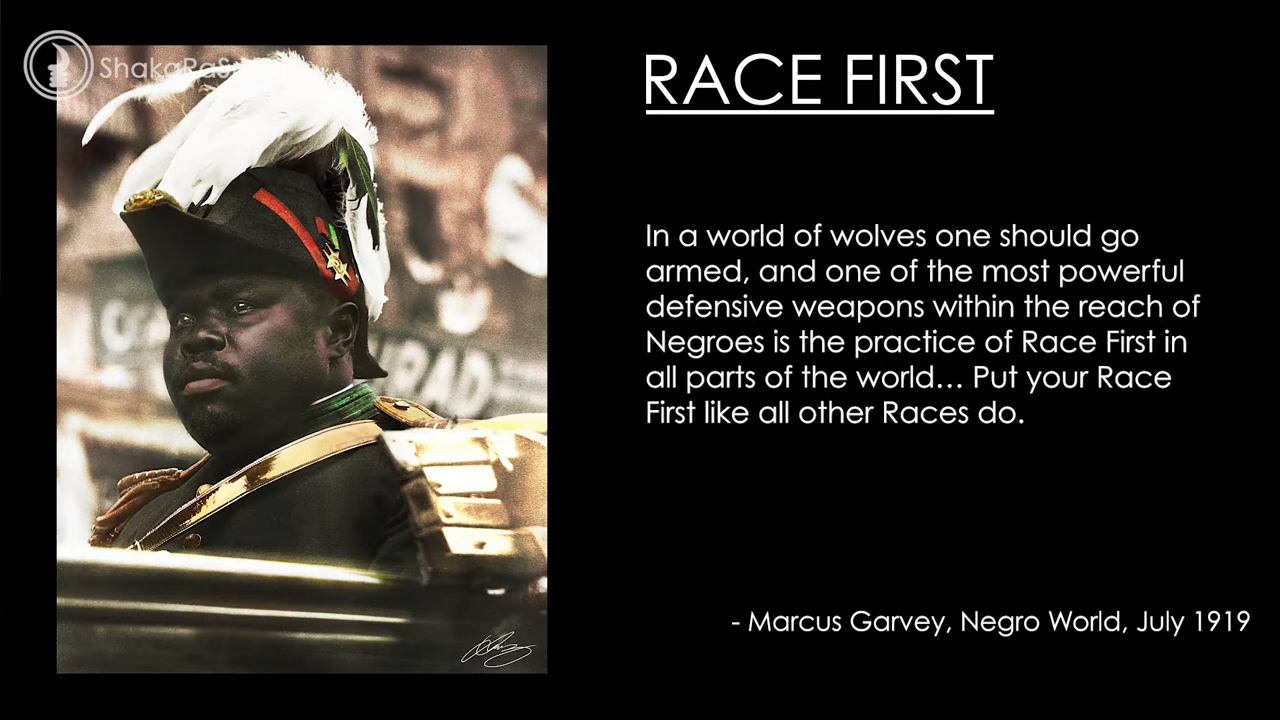 RACE FIRST
In a world of wolves one should go
armed, and one of the most powerful
defensive weapons within the reach of
Negroes is the practice of Race First in
all parts of the world… Put your Race
First like all other Races do.
- Marcus Garvey, Negro World, July 1919